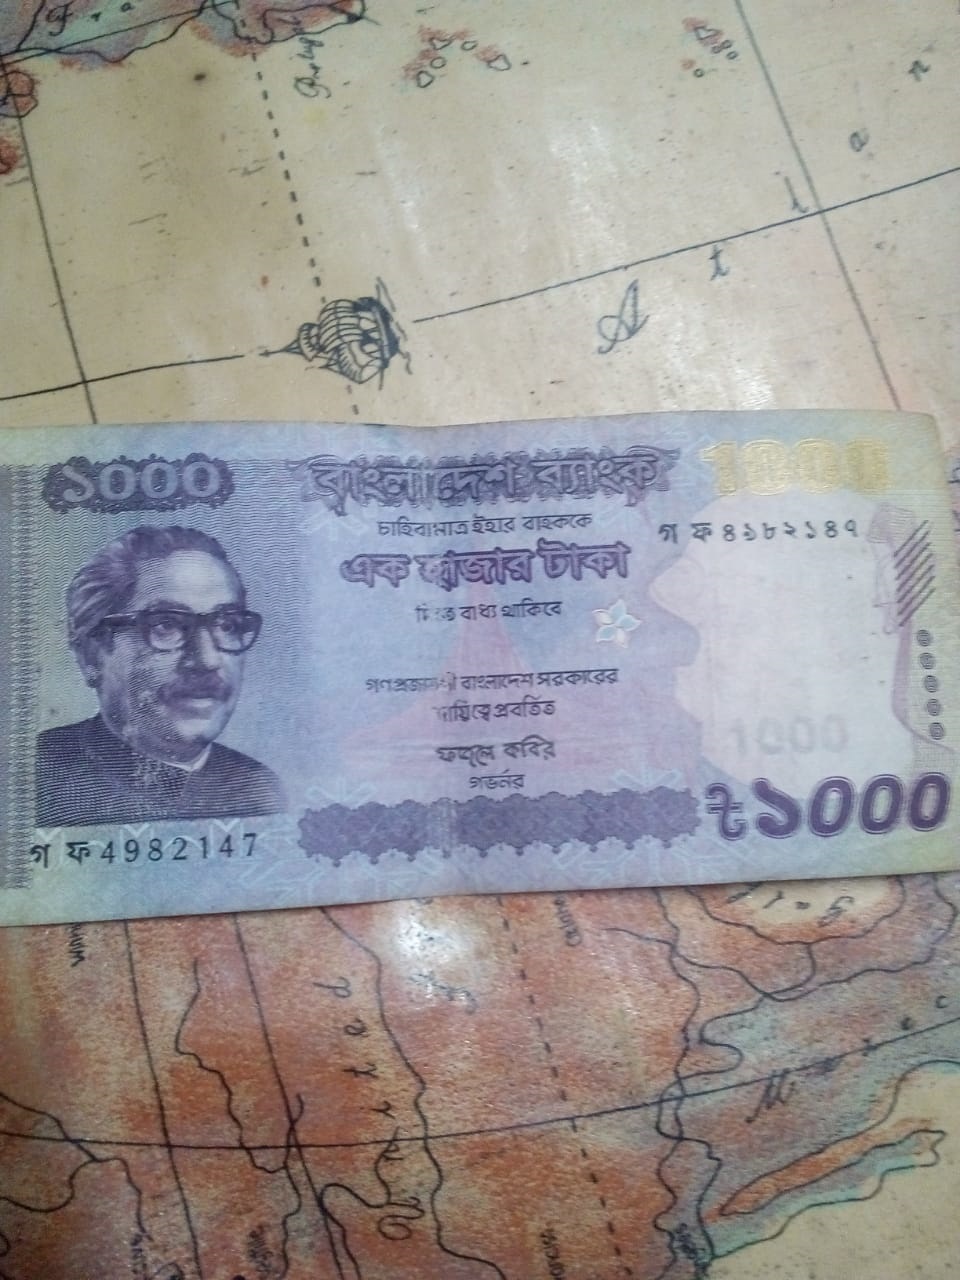 A t l a n
১০০০
বাংলাদেশ ব্যাংক
1000
চাহিবামাত্র ইহার বাহককে
গ ফ ৪৯৮২১৪৭
এক হাজার টাকা
দিতে বাধ্য থাকিবে
গণপ্রজাতন্ত্রী বাংলাদেশ সরকারের
দায়িত্বে প্রবর্তিত
ফজলে কবির
গভর্নর
1000
৳১০০০
গ ফ 4982147